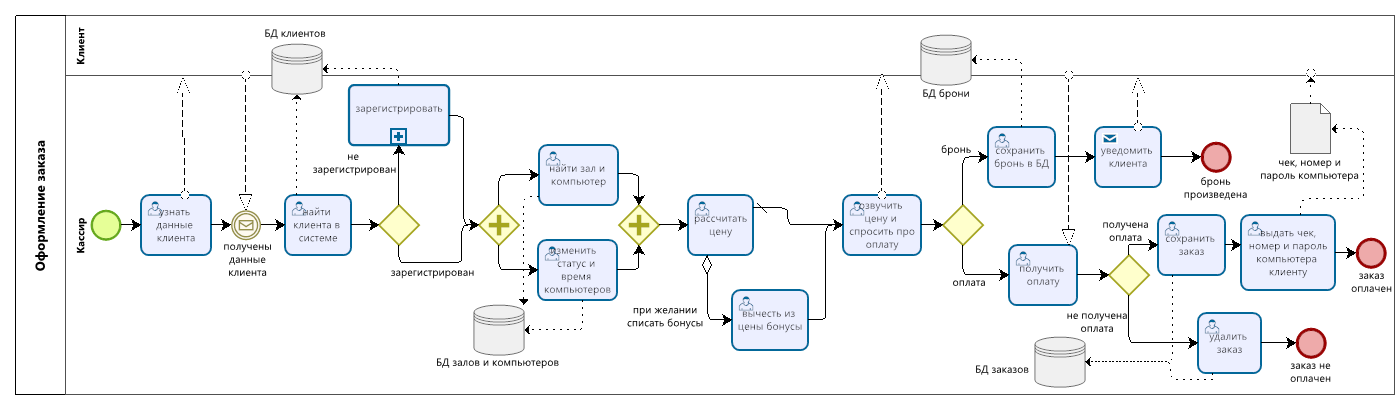 Оформление заказа
Клиент
Кассир
узнать
данные
клиента
получены
данные
клиента
БД клиентов
найти
клиента в
системе
зарегистрировать
не
зарегистрирован
зарегистрирован
найти зал и
компьютер
изменить
статус и
время
компьютеров
БД залов и компьютеров
рассчитать
цену
при желании
списать бонусы
вычесть из
цены бонусы
озвучить
цену и
спросить про
оплату
бронь
оплата
БД брони
сохранить
бронь в БД
уведомить
клиента
бронь
произведена
получить
оплату
получена
оплата
не получена
оплата
БД заказов
сохранить
заказ
удалить
заказ
выдать чек,
номер и пароль
компьютера
клиенту
чек, номер и
пароль компьютера
заказ
оплачен
заказ не
оплачен